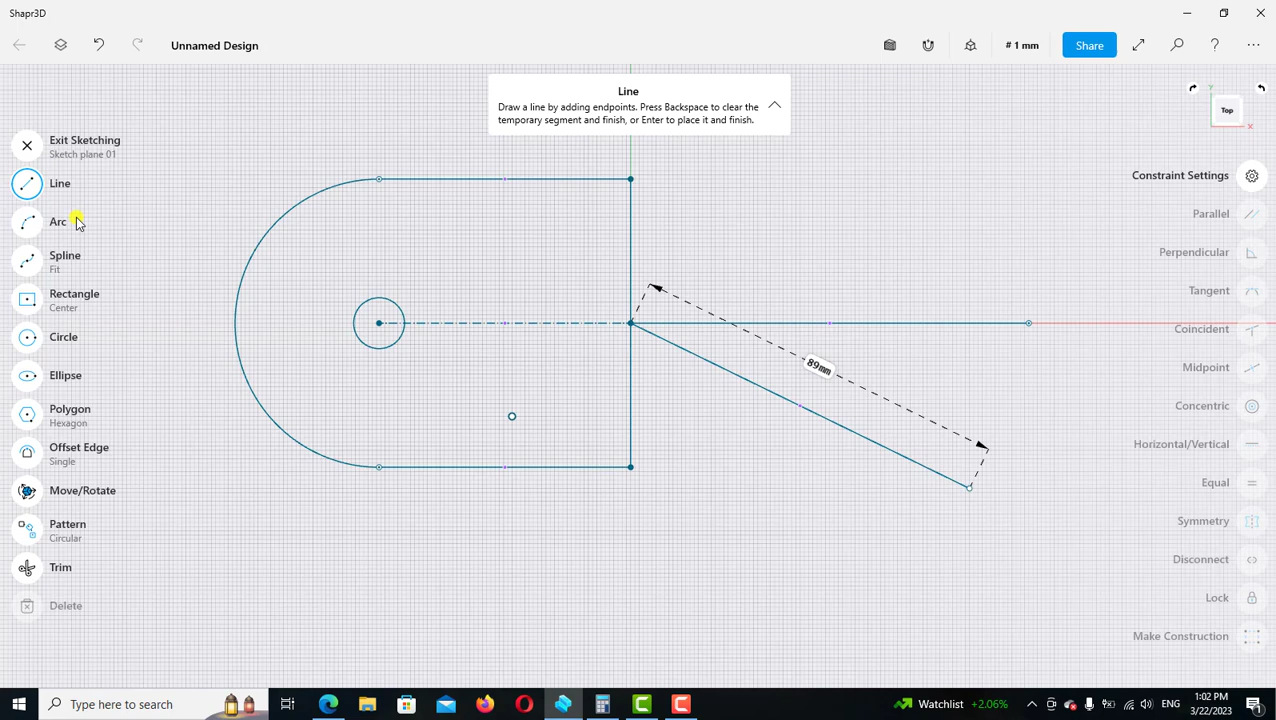 Shapr3D
Unnamed Design
# 1 mm
Share
?
Line
Draw a line by adding endpoints. Press Backspace to clear the
temporary segment and finish, or Enter to place it and finish.
Y
Top
X
Exit Sketching
Sketch plane 01
Line
Arc
Spline
Fit
Rectangle
Center
Circle
Ellipse
Polygon
Hexagon
Offset Edge
Single
Move/Rotate
Pattern
Circular
Trim
Delete
89mm
Constraint Settings
Parallel
Perpendicular
Tangent
Coincident
Midpoint
Concentric
Horizontal/Vertical
Equal
Symmetry
Disconnect
Lock
Make Construction
Type here to search
Watchlist +2.06%
ENG
1:02 PM
3/22/2023